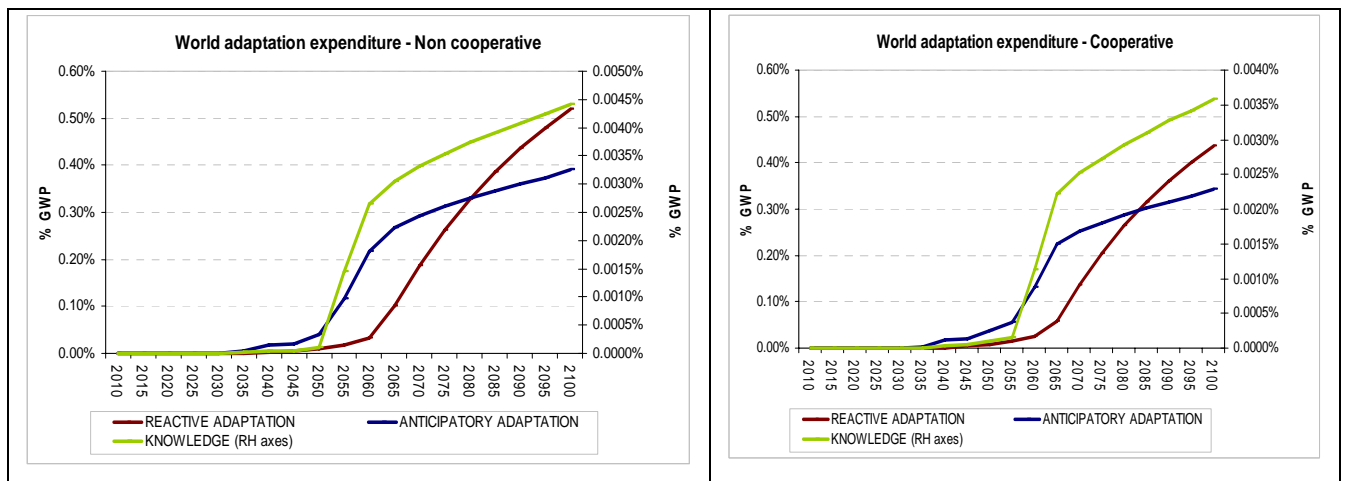 World adaptation expenditure - Non cooperative
0.60%
0.50%
0.40%
0.30%
0.20%
0.10%
0.00%
% GWP
0.0050%
0.0045%
0.0040%
0.0035%
0.0030%
0.0025%
0.0020%
0.0015%
0.0010%
0.0005%
0.0000%
% GWP
2010 2015 2020 2025 2030 2035 2040 2045 2050 2055 2060 2065 2070 2075 2080 2085 2090 2095 2100
REACTIVE ADAPTATION ANTICIPATORY ADAPTATION
KNOWLEDGE (RH axes)
World adaptation expenditure - Cooperative
0.60%
0.50%
0.40%
0.30%
0.20%
0.10%
0.00%
% GWP
0.0040%
0.0035%
0.0030%
0.0025%
0.0020%
0.0015%
0.0010%
0.0005%
0.0000%
% GWP
2010 2015 2020 2025 2030 2035 2040 2045 2050 2055 2060 2065 2070 2075 2080 2085 2090 2095 2100
REACTIVE ADAPTATION ANTICIPATORY ADAPTATION
KNOWLEDGE (RH axes)